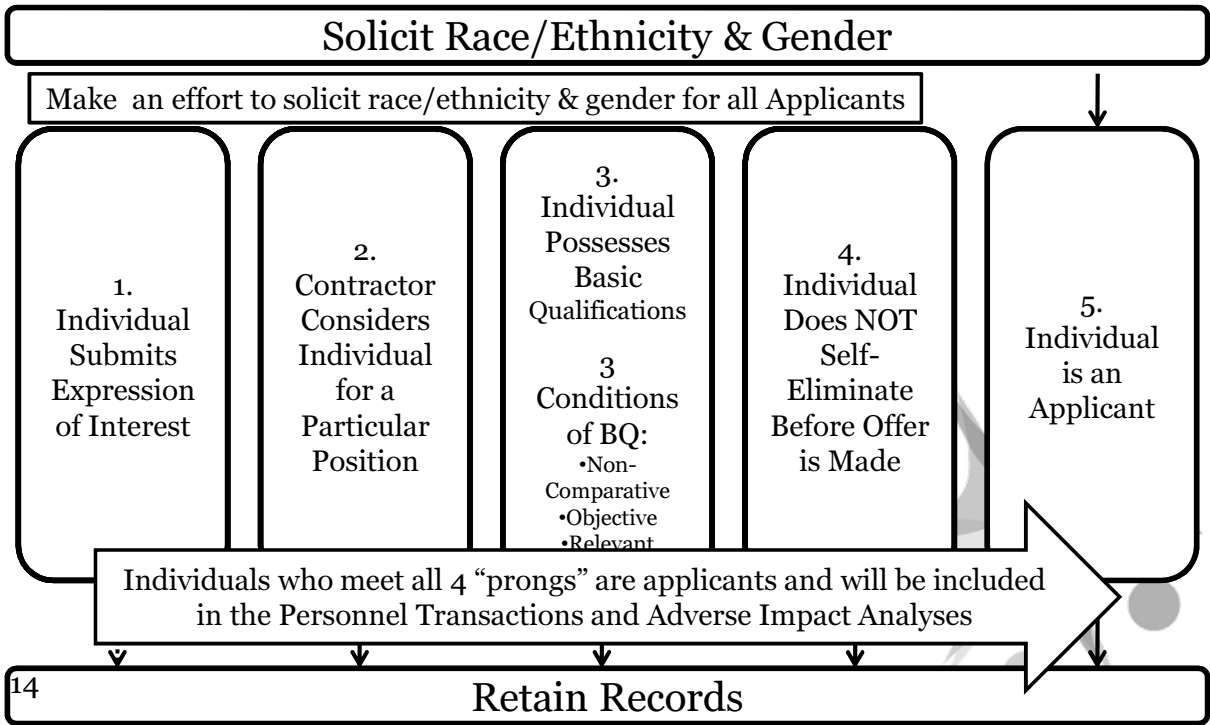 Solicit Race/Ethnicity & Gender
Make an effort to solicit race/ethnicity & gender for all Applicants
1.
Individual
Submits
Expression
of Interest
2.
Contractor
Considers
Individual
for a
Particular
Position
3.
Individual
Possesses
Basic
Qualifications
3
Conditions
of BQ:
•Non-
Comparative
•Objective
•Relevant
4.
Individual
Does NOT
Self-
Eliminate
Before Offer
is Made
5.
Individual
is an
Applicant
Individuals who meet all 4 “prongs” are applicants and will be included
in the Personnel Transactions and Adverse Impact Analyses
14
Retain Records